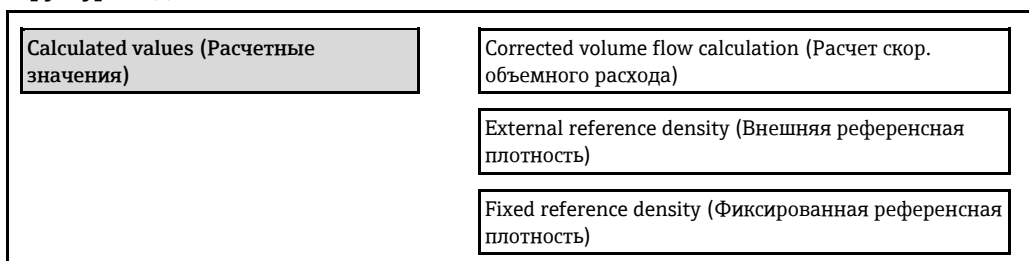 Calculated values (Расчетные
значения)
Corrected volume flow calculation (Расчет скор.
объемного расхода)
External reference density (Внешняя референсная
плотность)
Fixed reference density (Фиксированная референсная
плотность)